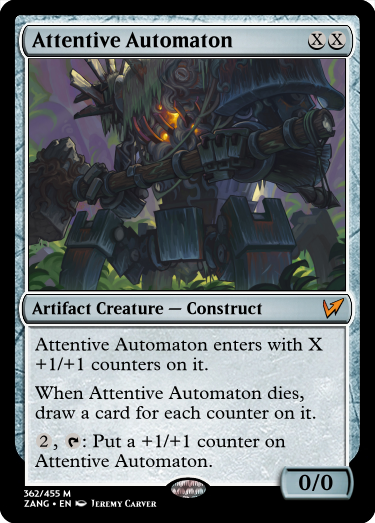 Attentive Automaton XX
Artifact Creature — Construct
Attentive Automaton enters with X
+1/+1 counters on it.
When Attentive Automaton dies,
draw a card for each counter on it.
2, T: Put a +1/+1 counter on
Attentive Automaton.
0/0
362/455 M
ZANG • EN Jeremy Carver